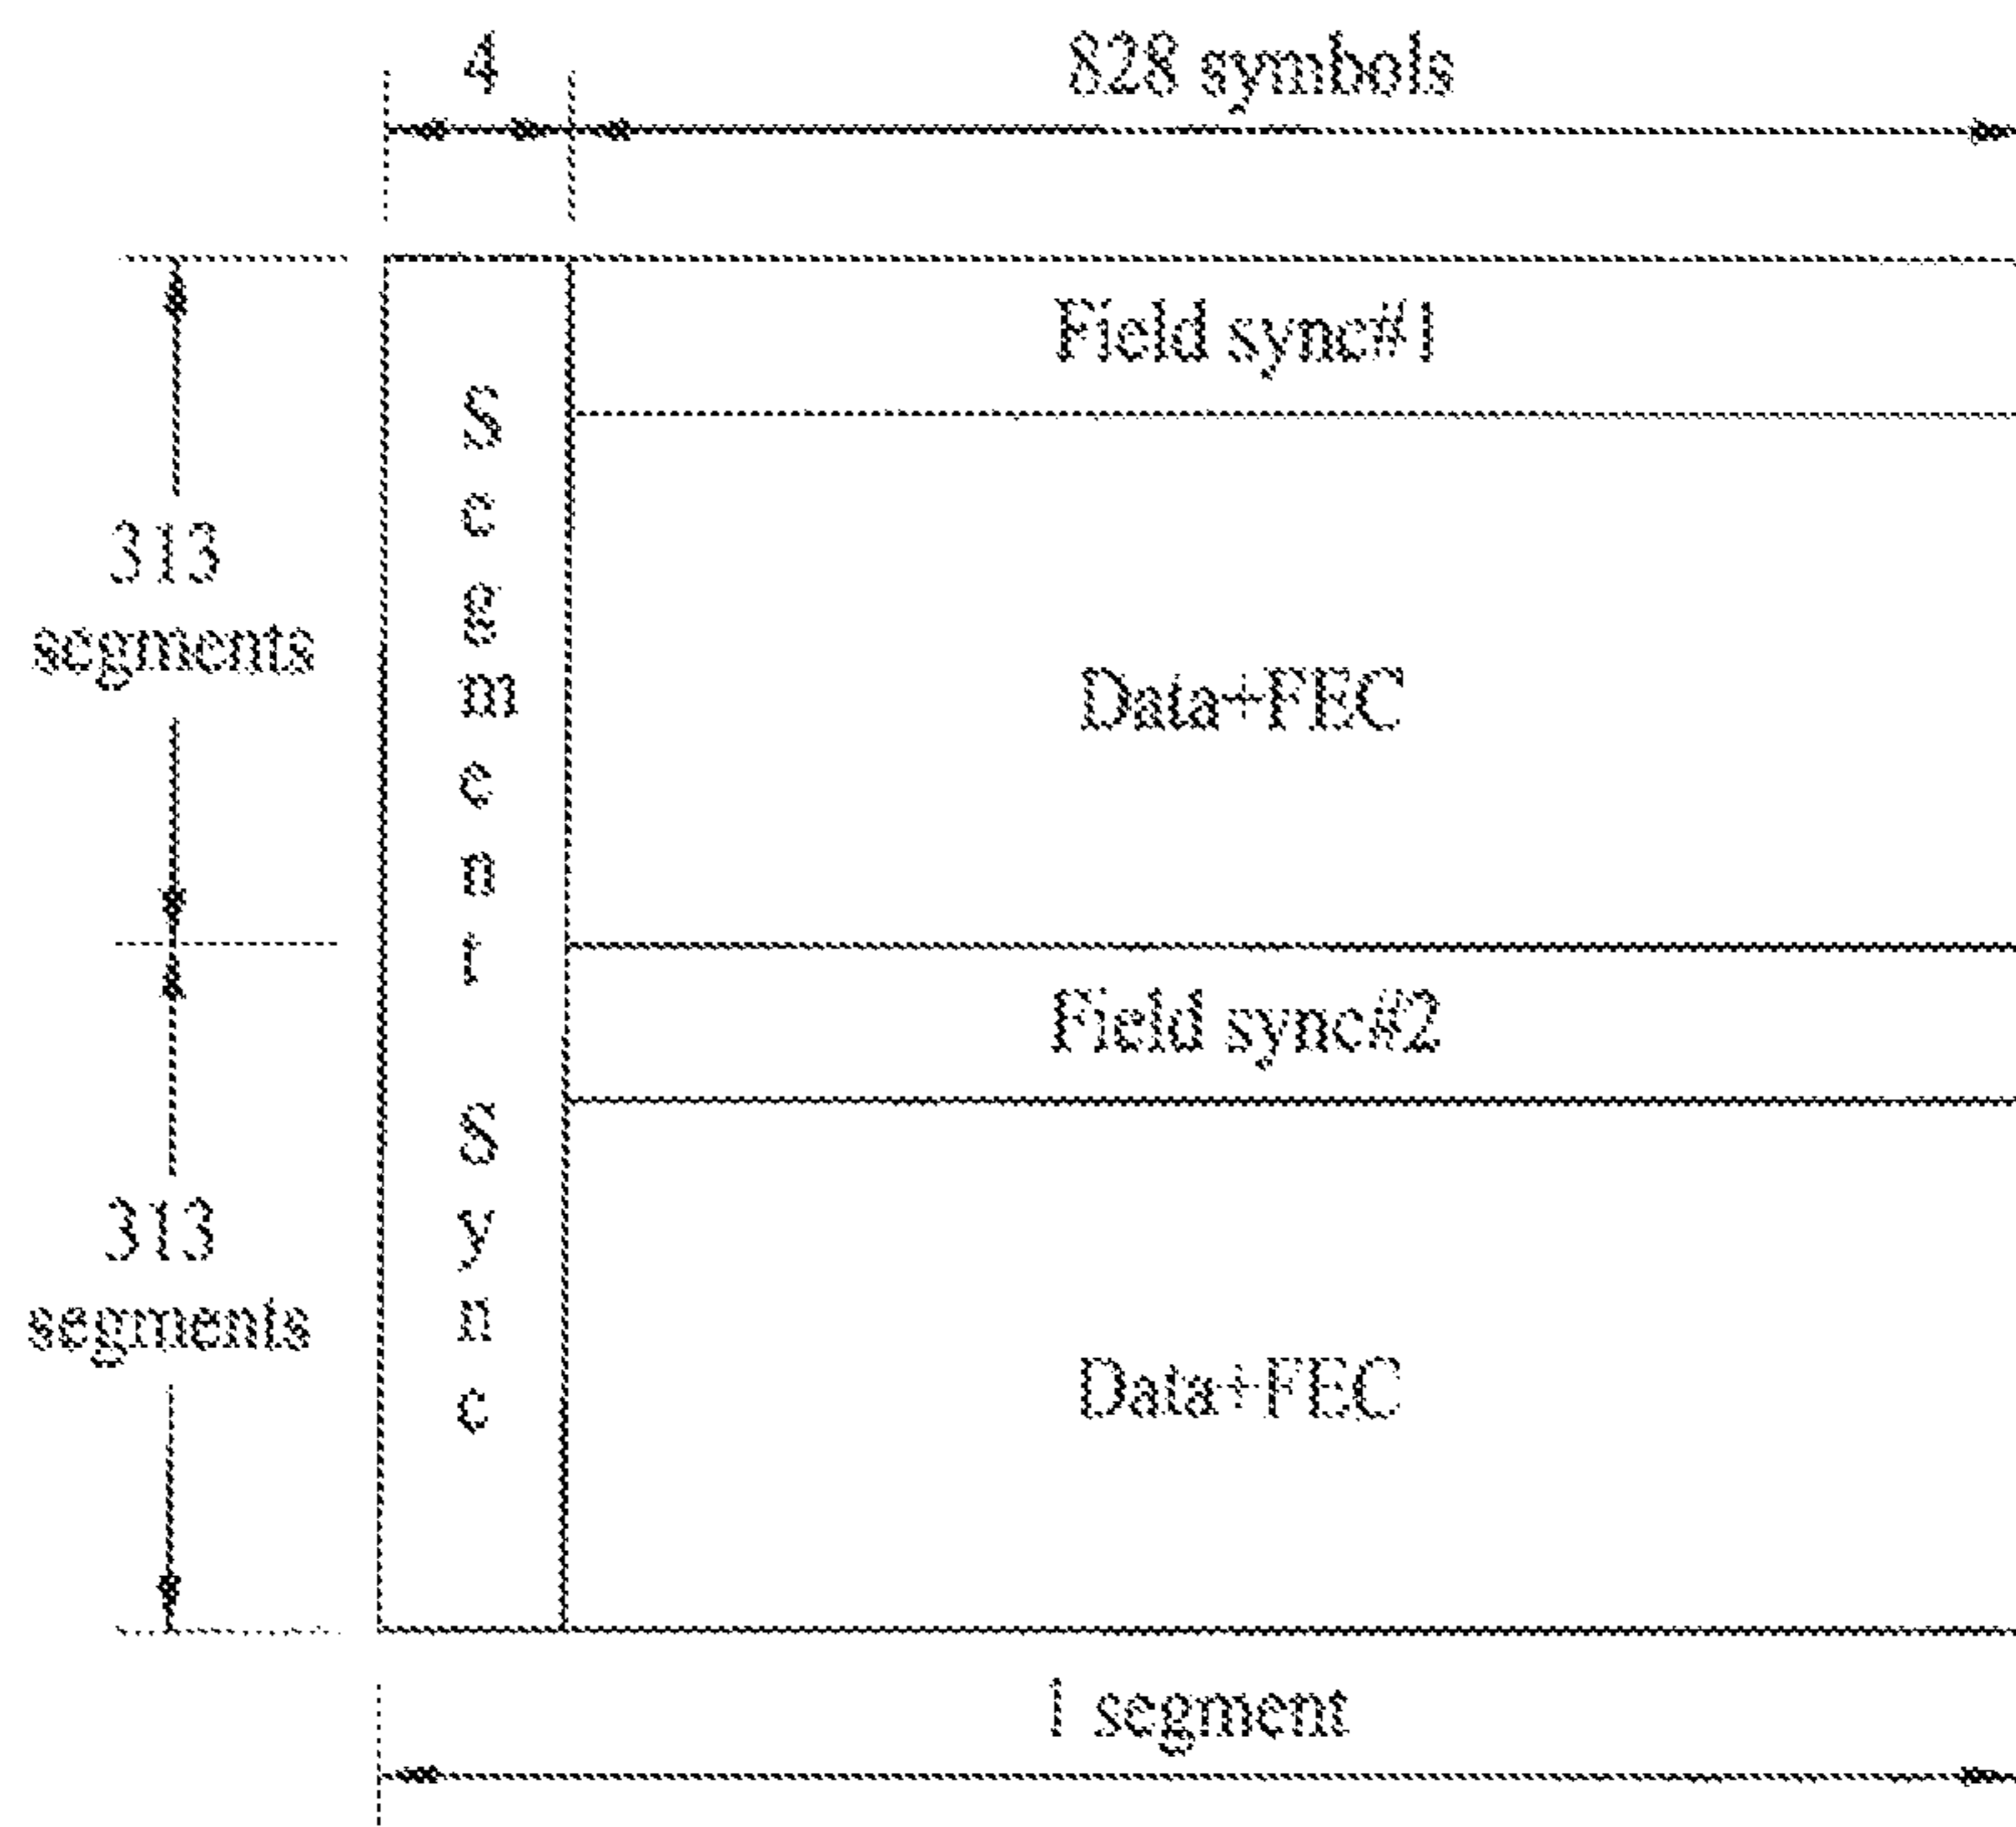 4
828 symbols
Field sync#1
313
segments
Segment sync
Data+FEC
Field sync#2
313
segments
Data+FEC
1 segment